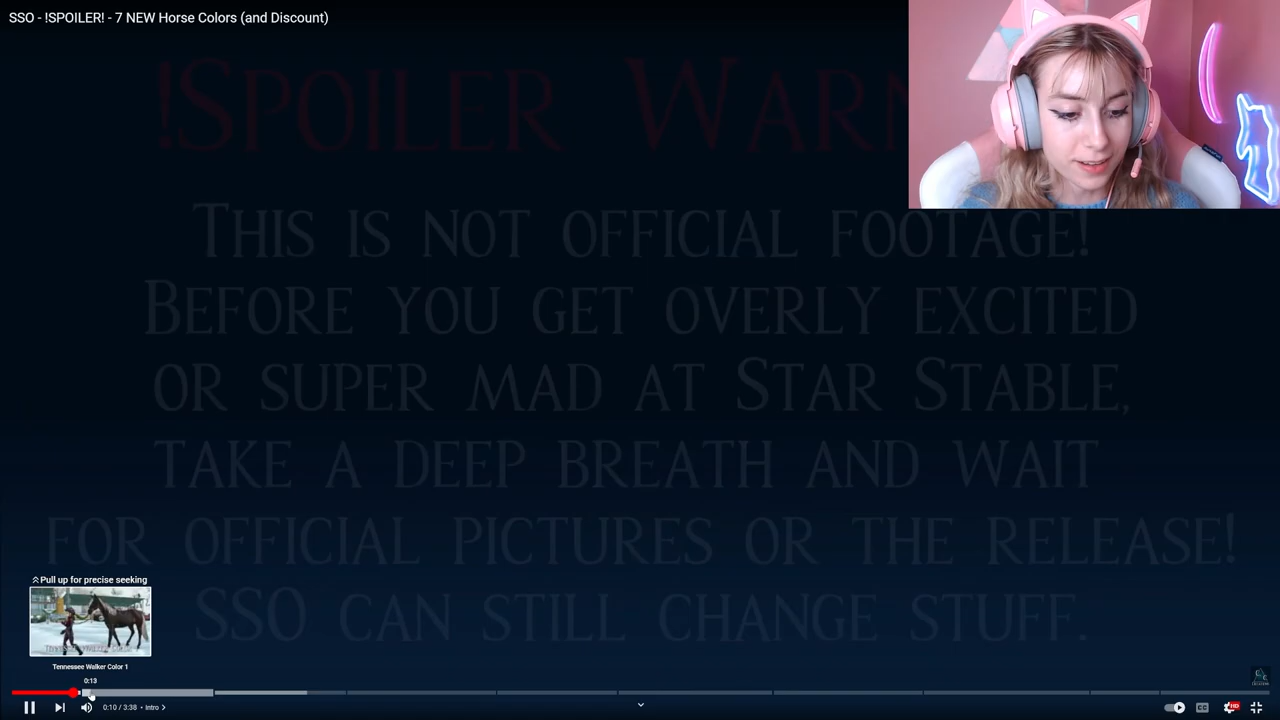 SSO - !SPOILER! - 7 NEW Horse Colors (and Discount)
!Spoiler Warn
This is not official footage!
Before you get overly excited
or super mad at Star Stable,
take a deep breath and wait
for official pictures or the release!
SSO can still change stuff.
Pull up for precise seeking
Tennessee Walker Color 1
0:13
0:10 / 3:38 • Intro
HD